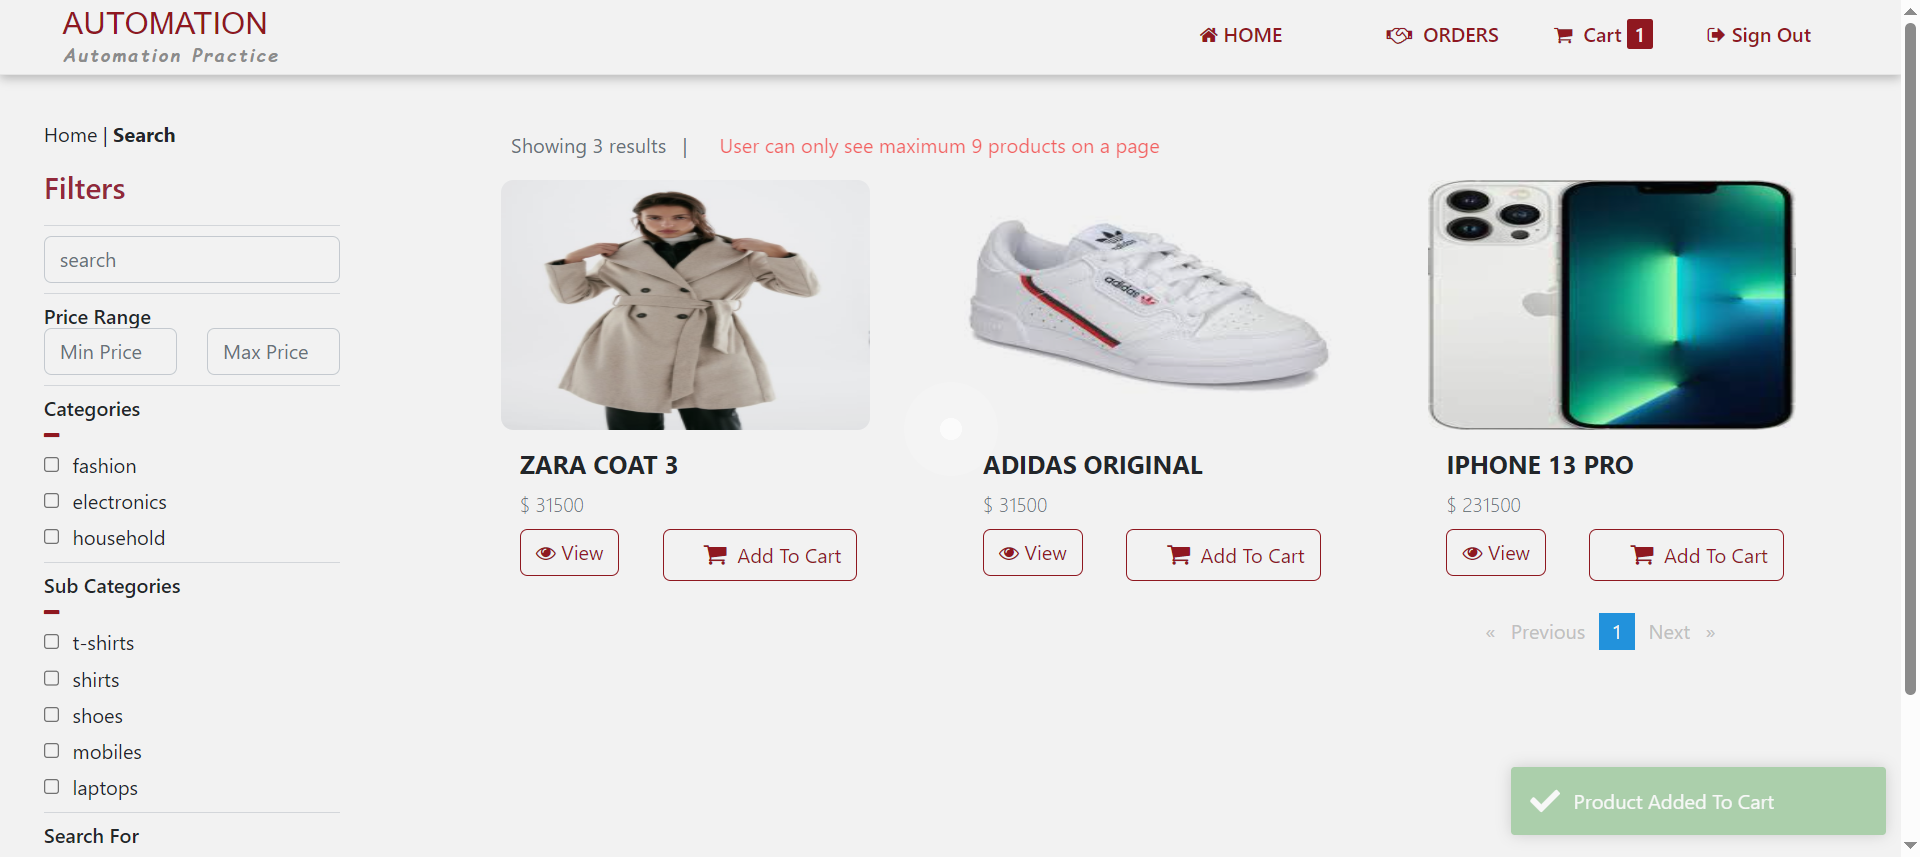 AUTOMATION
Automation Practice
HOME
ORDERS
Cart 1
Sign Out
Home | Search
Filters
search
Price Range
Min Price
Max Price
Categories
fashion
electronics
household
Sub Categories
t-shirts
shirts
shoes
mobiles
laptops
Search For
Showing 3 results |
User can only see maximum 9 products on a page
adidas
adidas
ZARA COAT 3
$ 31500
View
Add To Cart
ADIDAS ORIGINAL
$ 31500
View
Add To Cart
IPHONE 13 PRO
$ 231500
View
Add To Cart
« Previous 1 Next »
Product Added To Cart